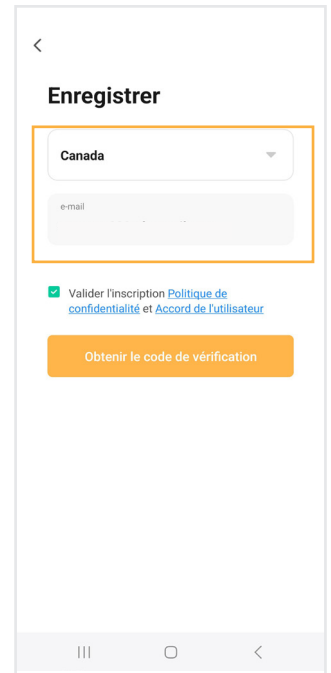 Enregistrer
Canada
e-mail
Valider l'inscription Politique de
confidentialité et Accord de l'utilisateur
Obtenir le code de vérification